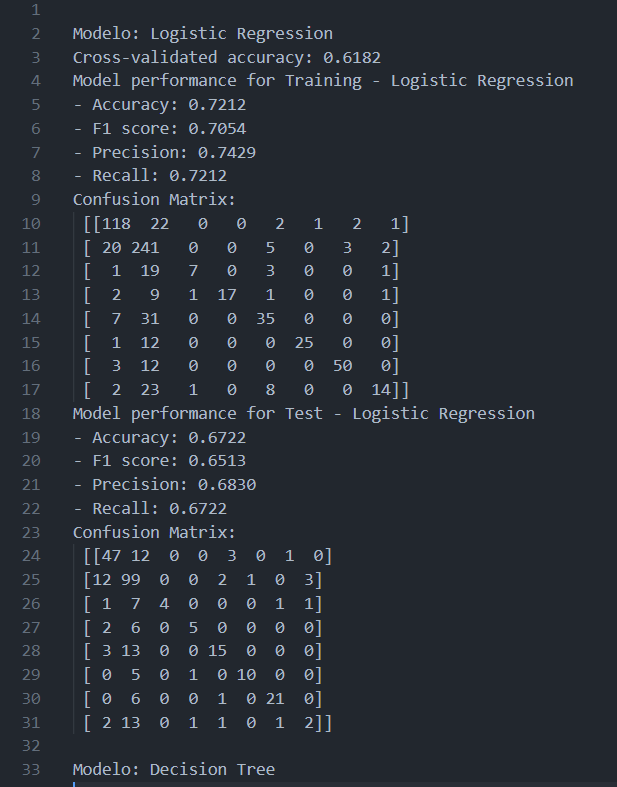 1
2 Modelo: Logistic Regression
3 Cross-validated accuracy: 0.6182
4 Model performance for Training - Logistic Regression
5 - Accuracy: 0.7212
6 - F1 score: 0.7054
7 - Precision: 0.7429
8 - Recall: 0.7212
9 Confusion Matrix:
10 [[118 22 0 0 2 1 2 1]
11 [ 20 241 0 0 5 0 3 2]
12 [ 1 19 7 0 3 0 0 1]
13 [ 2 9 1 17 1 0 0 1]
14 [ 7 31 0 0 35 0 0 0]
15 [ 1 12 0 0 0 25 0 0]
16 [ 3 12 0 0 0 0 50 0]
17 [ 2 23 1 0 8 0 0 14]]
18 Model performance for Test - Logistic Regression
19 - Accuracy: 0.6722
20 - F1 score: 0.6513
21 - Precision: 0.6830
22 - Recall: 0.6722
23 Confusion Matrix:
24 [[47 12 0 0 3 0 1 0]
25 [12 99 0 0 2 1 0 3]
26 [ 1 7 4 0 0 0 1 1]
27 [ 2 6 0 5 0 0 0 0]
28 [ 3 13 0 0 15 0 0 0]
29 [ 0 5 0 1 0 10 0 0]
30 [ 0 6 0 0 1 0 21 0]
31 [ 2 13 0 1 1 0 1 2]]
32
33 Modelo: Decision Tree